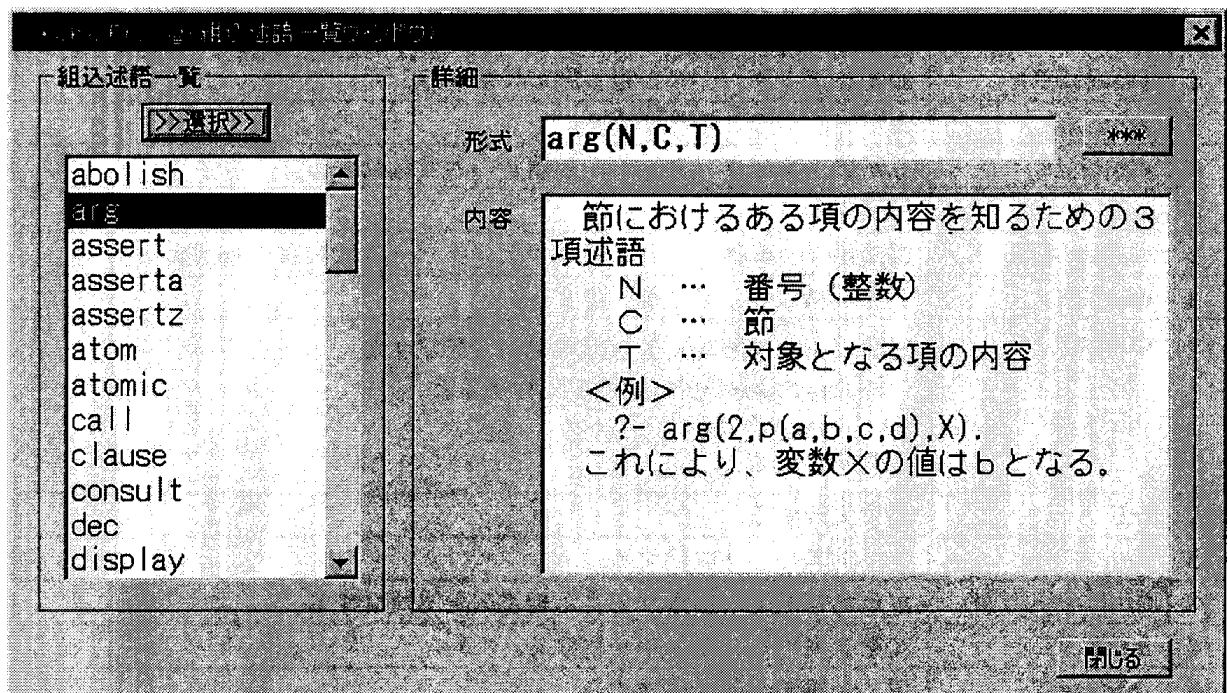 組込述語一覧
>>選択>>
abolish
arg
assert
asserta
assertz
atom
atomic
call
clause
consult
dec
display
詳細
形式
arg(N,C,T)
***
内容
節におけるある項の内容を知るための３
項述語
Ｎ … 番号（整数）
Ｃ … 節
Ｔ … 対象となる項の内容
＜例＞
?- arg(2,p(a,b,c,d),X).
これにより、変数Ｘの値はｂとなる。
閉じる